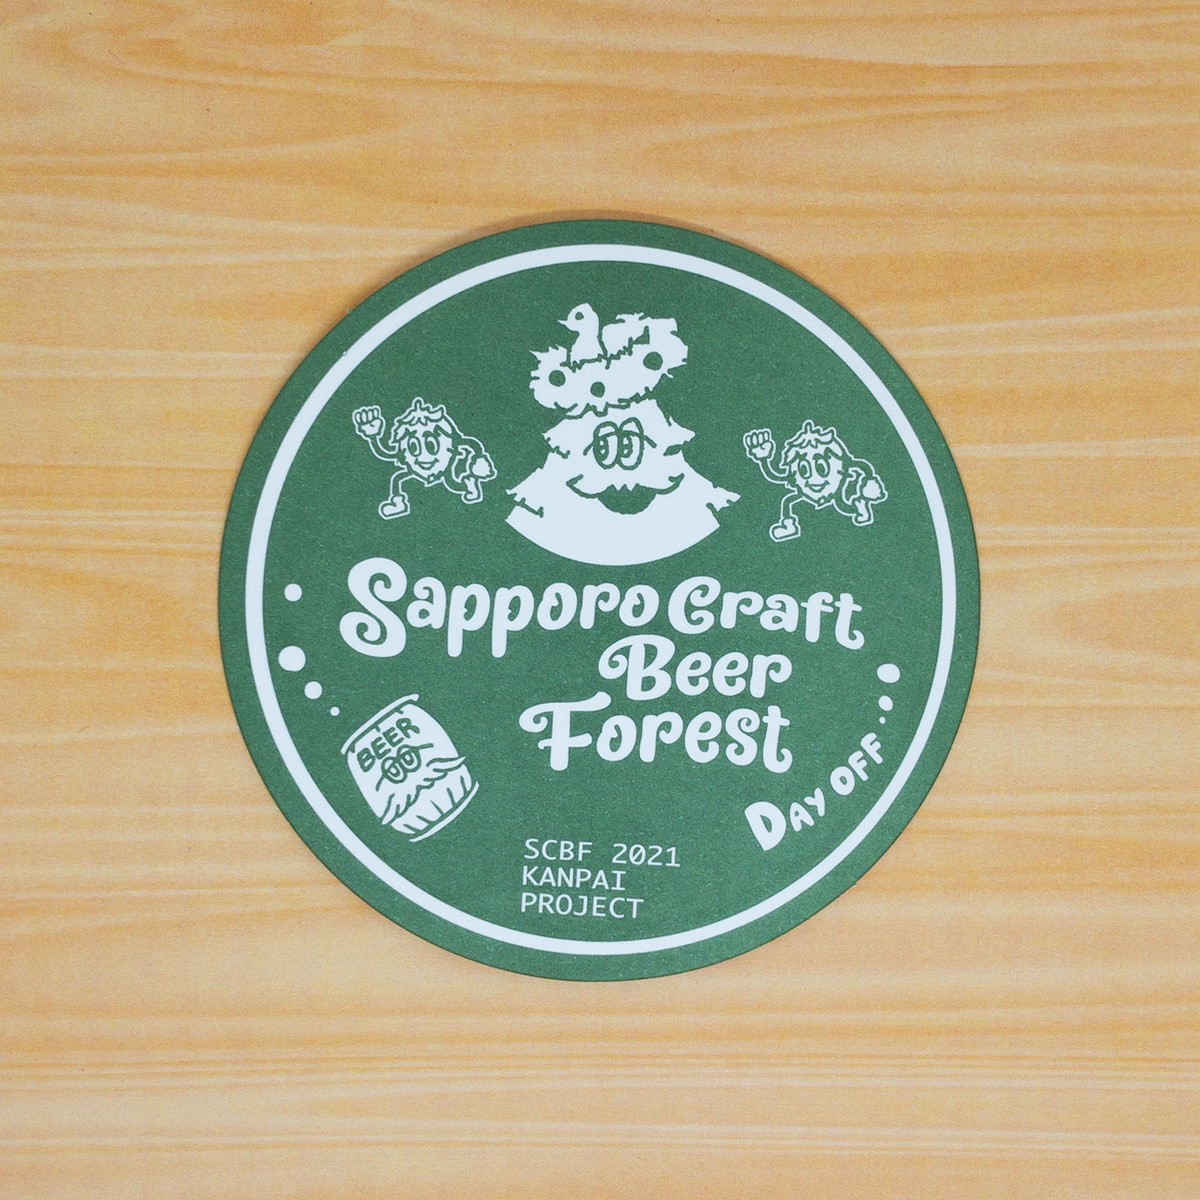 Sapporo Craft
Beer
Forest
BEER
DAY OFF...
SCBF 2021
KANPAI
PROJECT